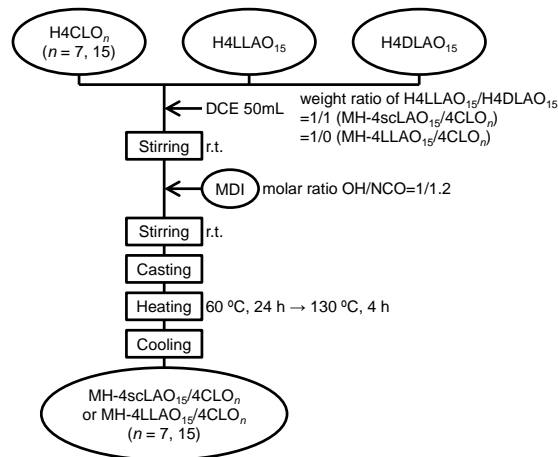 H4CLOₙ
(n = 7, 15)
H4LLAO₁₅
H4DLAO₁₅
DCE 50mL
weight ratio of H4LLAO₁₅/H4DLAO₁₅
=1/1 (MH-4scLAO₁₅/4CLOₙ)
=1/0 (MH-4LLAO₁₅/4CLOₙ)
Stirring r.t.
MDI molar ratio OH/NCO=1/1.2
Stirring r.t.
Casting
Heating 60 ºC, 24 h → 130 ºC, 4 h
Cooling
MH-4scLAO₁₅/4CLOₙ
or MH-4LLAO₁₅/4CLOₙ
(n = 7, 15)